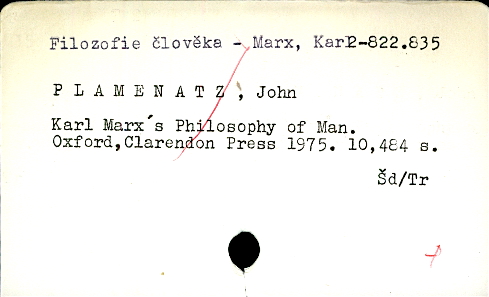 Filozofie člověka - Marx, Karl 2-822.835
P L A M E N A T Z , John
Karl Marx´s Philosophy of Man.
Oxford,Clarendon Press 1975. 10,484 s.
Šd/Tr